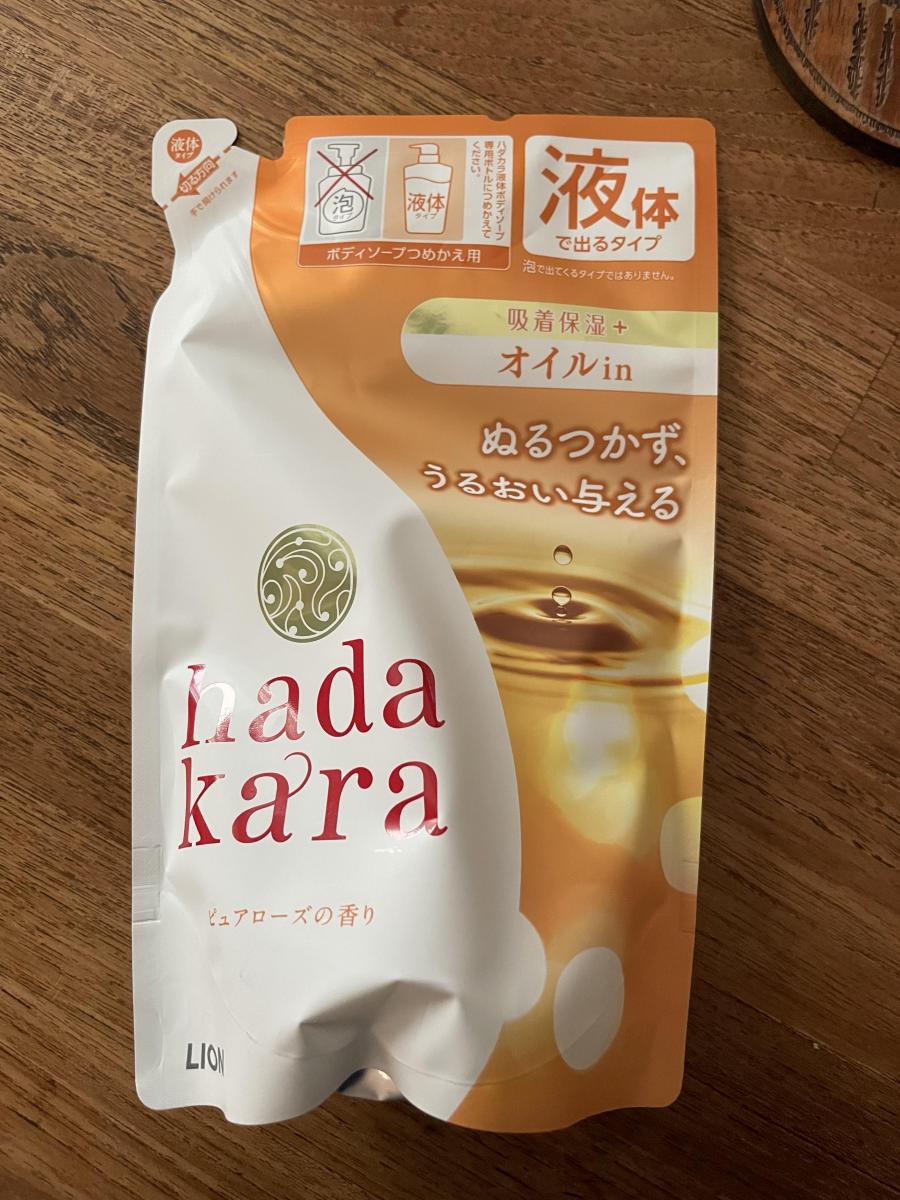 液体
タイプ
切る方向
手で開けられます
泡
タイプ
液体
タイプ
ハダカラ液体ボディソープ
専用ボトルにつめかえて
ください。
ボディソープつめかえ用
液体
で出るタイプ
泡で出てくるタイプではありません。
吸着保湿+
オイルin
ぬるつかず、
うるおい与える
hada
kara
ピュアローズの香り
LION